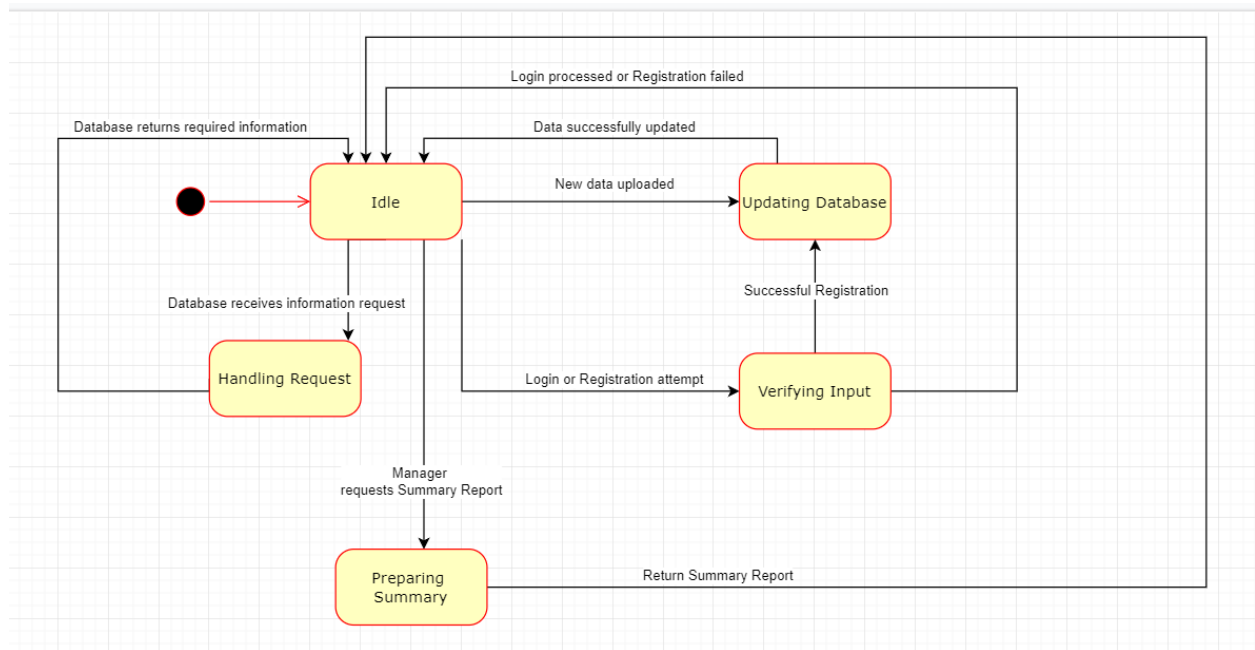 Login processed or Registration failed
Database returns required information
Data successfully updated
New data uploaded
Idle
Updating Database
Successful Registration
Database receives information request
Handling Request
Login or Registration attempt
Verifying Input
Manager
requests Summary Report
Preparing
Summary
Return Summary Report